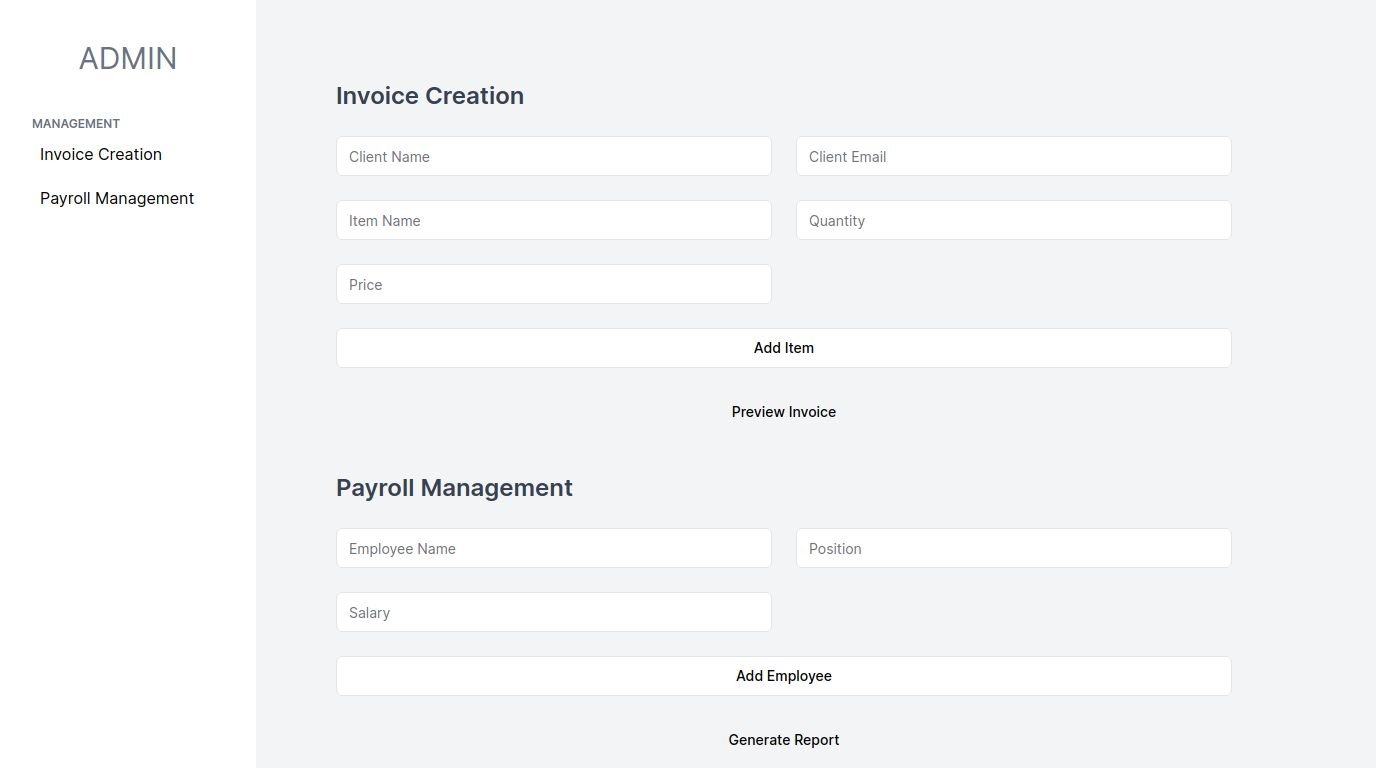 ADMIN
MANAGEMENT
Invoice Creation
Payroll Management
Invoice Creation
Client Name
Client Email
Item Name
Quantity
Price
Add Item
Preview Invoice
Payroll Management
Employee Name
Position
Salary
Add Employee
Generate Report